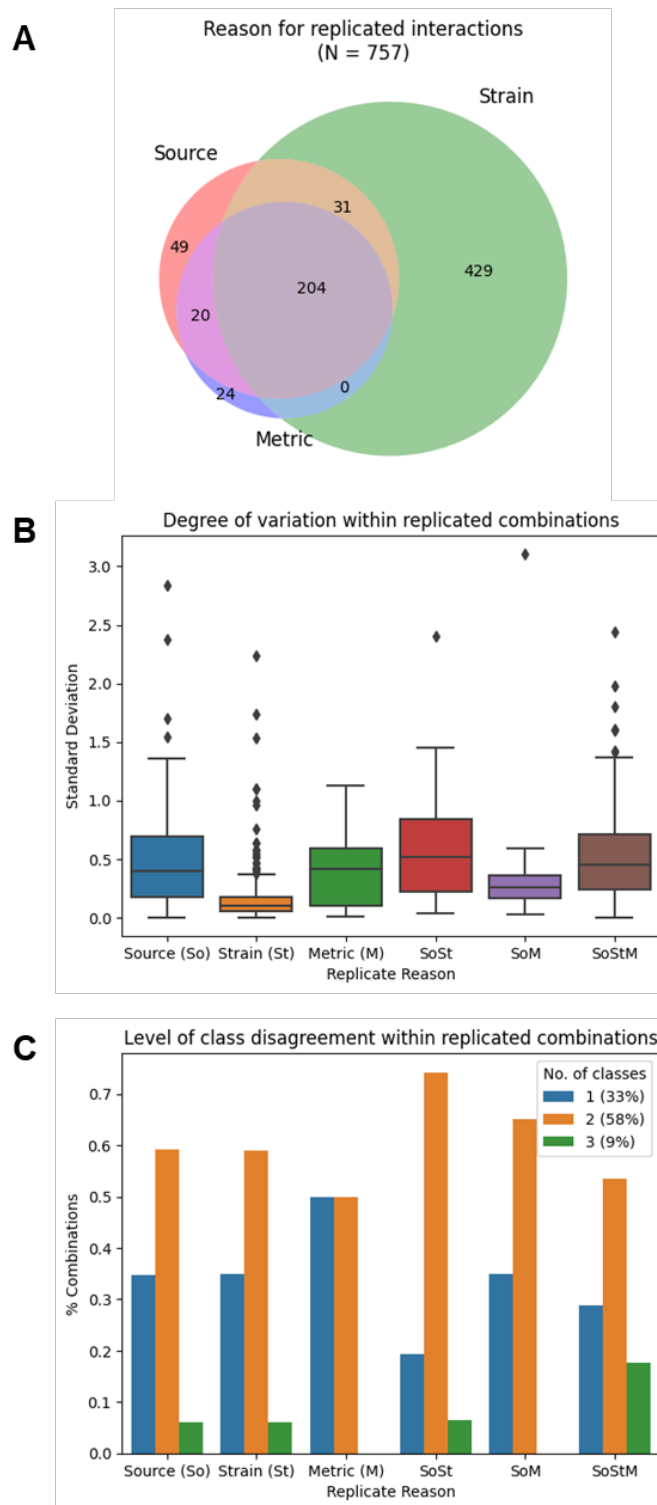 A
Reason for replicated interactions
(N = 757)
Strain
Source
31
49
429
204
20
0
24
Metric
B
Degree of variation within replicated combinations
3.0
2.5
2.0
1.5
1.0
0.5
0.0
Standard Deviation
Source (So) Strain (St) Metric (M) SoSt SoM SoStM
Replicate Reason
C
Level of class disagreement within replicated combinations
No. of classes
1 (33%)
2 (58%)
3 (9%)
0.7
0.6
0.5
0.4
0.3
0.2
0.1
0.0
% Combinations
Source (So) Strain (St) Metric (M) SoSt SoM SoStM
Replicate Reason